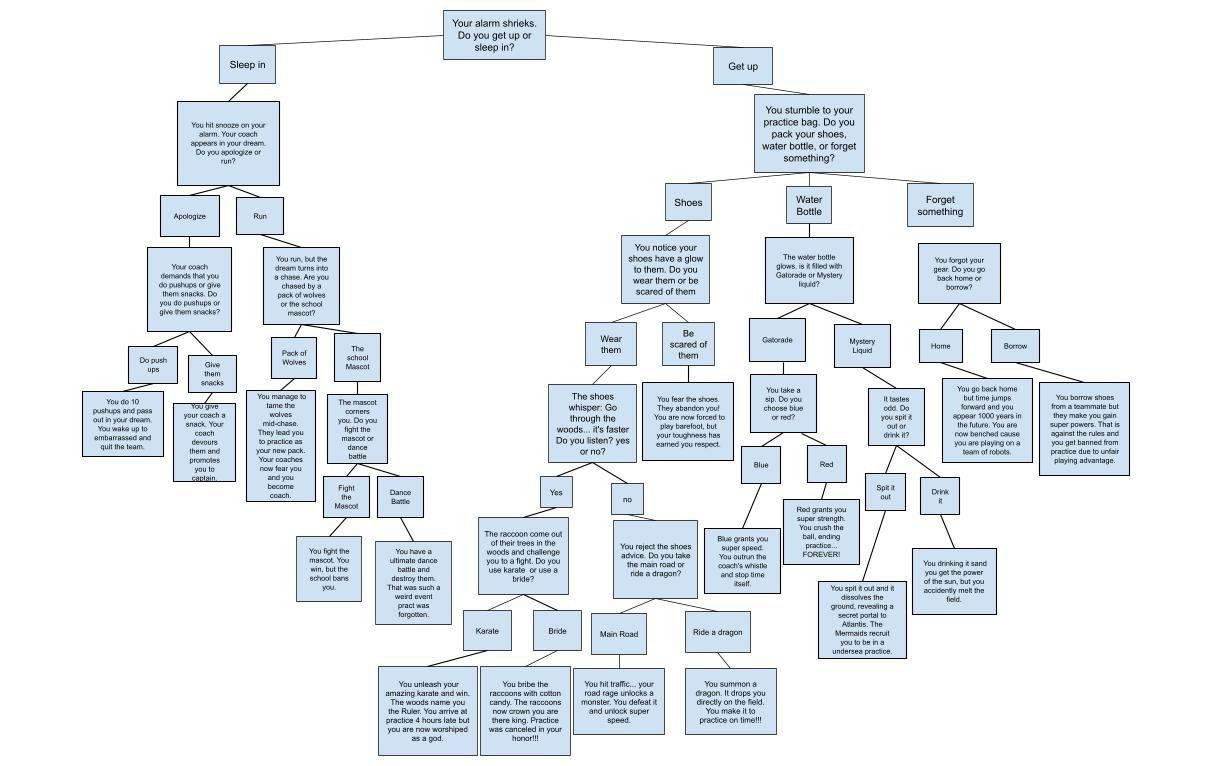 Your alarm shrieks.
Do you get up or
sleep in?
Sleep in
Get up
You hit snooze on your
alarm. Your coach
appears in your dream.
Do you apologize or
run?
You stumble to your
practice bag. Do you
pack your shoes,
water bottle, or forget
something?
Apologize
Run
Shoes
Water
Bottle
Forget
something
Your coach
demands that you
do pushups or give
them snacks. Do
you do pushups or
give them snacks?
You run, but the
dream turns into
a chase. Are you
chased by a
pack of wolves
or the school
mascot?
You notice your
shoes have a glow
to them. Do you
wear them or be
scared of them
The water bottle
glows. is it filled with
Gatorade or Mystery
liquid?
You forgot your
gear. Do you go
back home or
borrow?
Do push
ups
Give
them
snacks
Pack of
Wolves
The
school
Mascot
Wear
them
Be
scared of
them
Gatorade
Mystery
Liquid
Home
Borrow
You do 10
pushups and pass
out in your dream.
You wake up to
embarrassed and
quit the team.
You give
your coach a
snack. Your
coach
devours
them and
promotes
you to
captain.
You manage to
tame the
wolves
mid-chase.
They lead you
to practice as
your new pack.
Your coaches
now fear you
and you
become
coach.
The mascot
corners
you. Do you
fight the
mascot or
dance
battle
The shoes
whisper: Go
through the
woods... it's faster
Do you listen? yes
or no?
You fear the shoes.
They abandon you!
You are now forced to
play barefoot, but
your toughness has
earned you respect.
You take a
sip. Do you
choose blue
or red?
It tastes
odd. Do you
spit it
out or
drink it?
You go back home
but time jumps
forward and you
appear 1000 years in
the future. You are
now benched cause
you are playing on a
team of robots.
You borrow shoes
from a teammate but
they make you gain
super powers. That is
against the rules and
you get banned from
practice due to unfair
playing advantage.
Fight
the
Mascot
Dance
Battle
Yes
no
Blue
Red
Spit it
out
Drink
it
You fight the
mascot. You
win, but the
school bans
you.
You have a
ultimate dance
battle and
destroy them.
That was such a
weird event
pract was
forgotten.
The raccoon come out
of their trees in the
woods and challenge
you to a fight. Do you
use karate or use a
bride?
You reject the shoes
advice. Do you take
the main road or
ride a dragon?
Blue grants you
super speed.
You outrun the
coach's whistle
and stop time
itself.
Red grants you
super strength.
You crush the
ball, ending
practice...
FOREVER!
You spit it out and it
dissolves the
ground, revealing a
secret portal to
Atlantis. The
Mermaids recruit
you to be in a
undersea practice.
You drinking it sand
you get the power
of the sun, but you
accidently melt the
field.
Karate
Bride
Main Road
Ride a dragon
You unleash your
amazing karate and win.
The woods name you
the Ruler. You arrive at
practice 4 hours late but
you are now worshiped
as a god.
You bribe the
raccoons with cotton
candy. The raccoons
now crown you are
there king. Practice
was canceled in your
honor!!!
You hit traffic... your
road rage unlocks a
monster. You defeat it
and unlock super
speed.
You summon a
dragon. It drops you
directly on the field.
You make it to
practice on time!!!